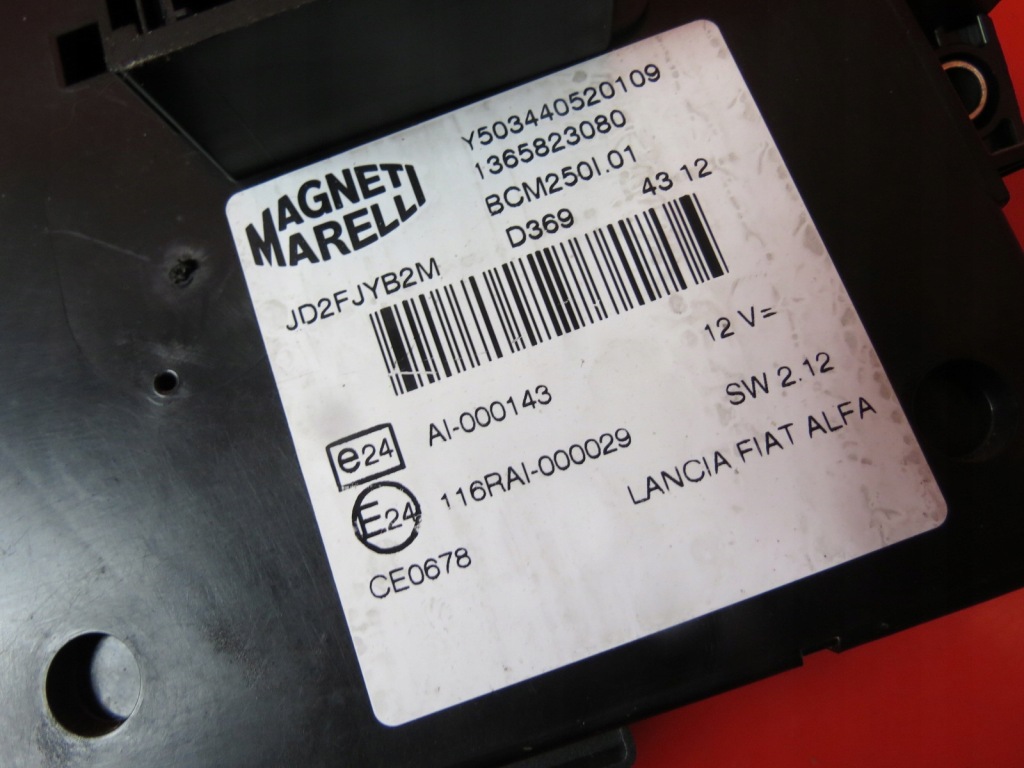 MAGNETI
MARELLI
Y503440520109
1365823080
BCM250I.01
D369 43 12
JD2FJYB2M
12 V=
e24 AI-000143
SW 2.12
E24 116RAI-000029
LANCIA FIAT ALFA
CE0678